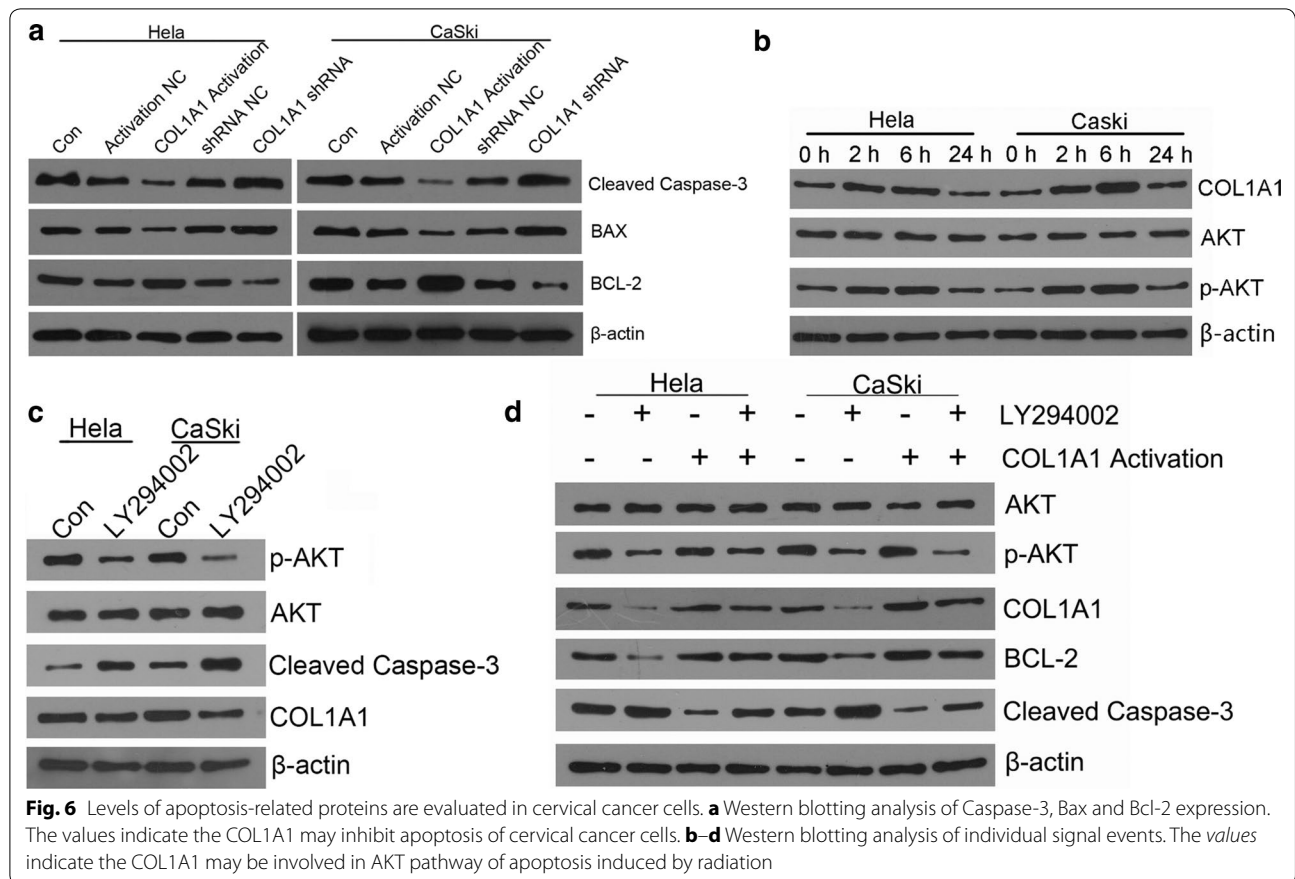 a
Hela CaSki
Con Activation NC COL1A1 Activation shRNA NC COL1A1 shRNA Con Activation NC COL1A1 Activation shRNA NC COL1A1 shRNA
Cleaved Caspase-3
BAX
BCL-2
β-actin
b
Hela Caski
0 h 2 h 6 h 24 h 0 h 2 h 6 h 24 h
COL1A1
AKT
p-AKT
β-actin
c
Hela CaSki
Con LY294002 Con LY294002
p-AKT
AKT
Cleaved Caspase-3
COL1A1
β-actin
d
Hela CaSki
- + - + - + - + LY294002
- - + + - - + + COL1A1 Activation
AKT
p-AKT
COL1A1
BCL-2
Cleaved Caspase-3
β-actin
Fig. 6 Levels of apoptosis-related proteins are evaluated in cervical cancer cells. a Western blotting analysis of Caspase-3, Bax and Bcl-2 expression.
The values indicate the COL1A1 may inhibit apoptosis of cervical cancer cells. b–d Western blotting analysis of individual signal events. The values
indicate the COL1A1 may be involved in AKT pathway of apoptosis induced by radiation